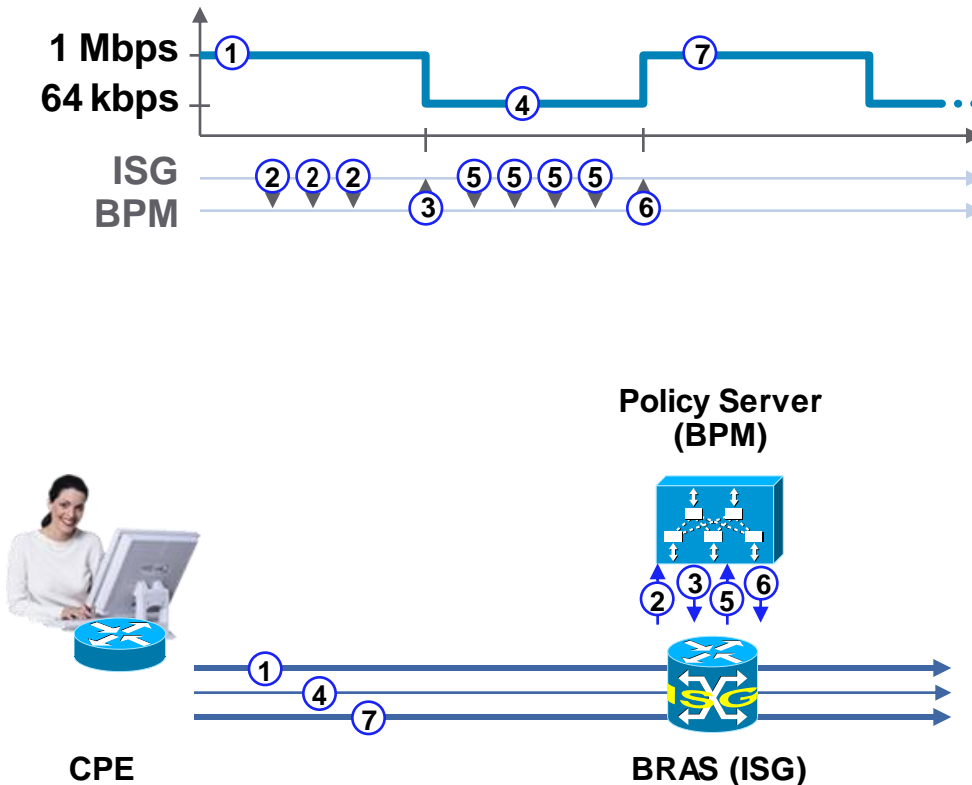 1 Mbps
1
7
64 kbps
4
ISG
2 2 2 5 5 5 5
BPM
3 6
Policy Server
(BPM)
2 3 5 6
1
4
7
ISG
CPE
BRAS (ISG)